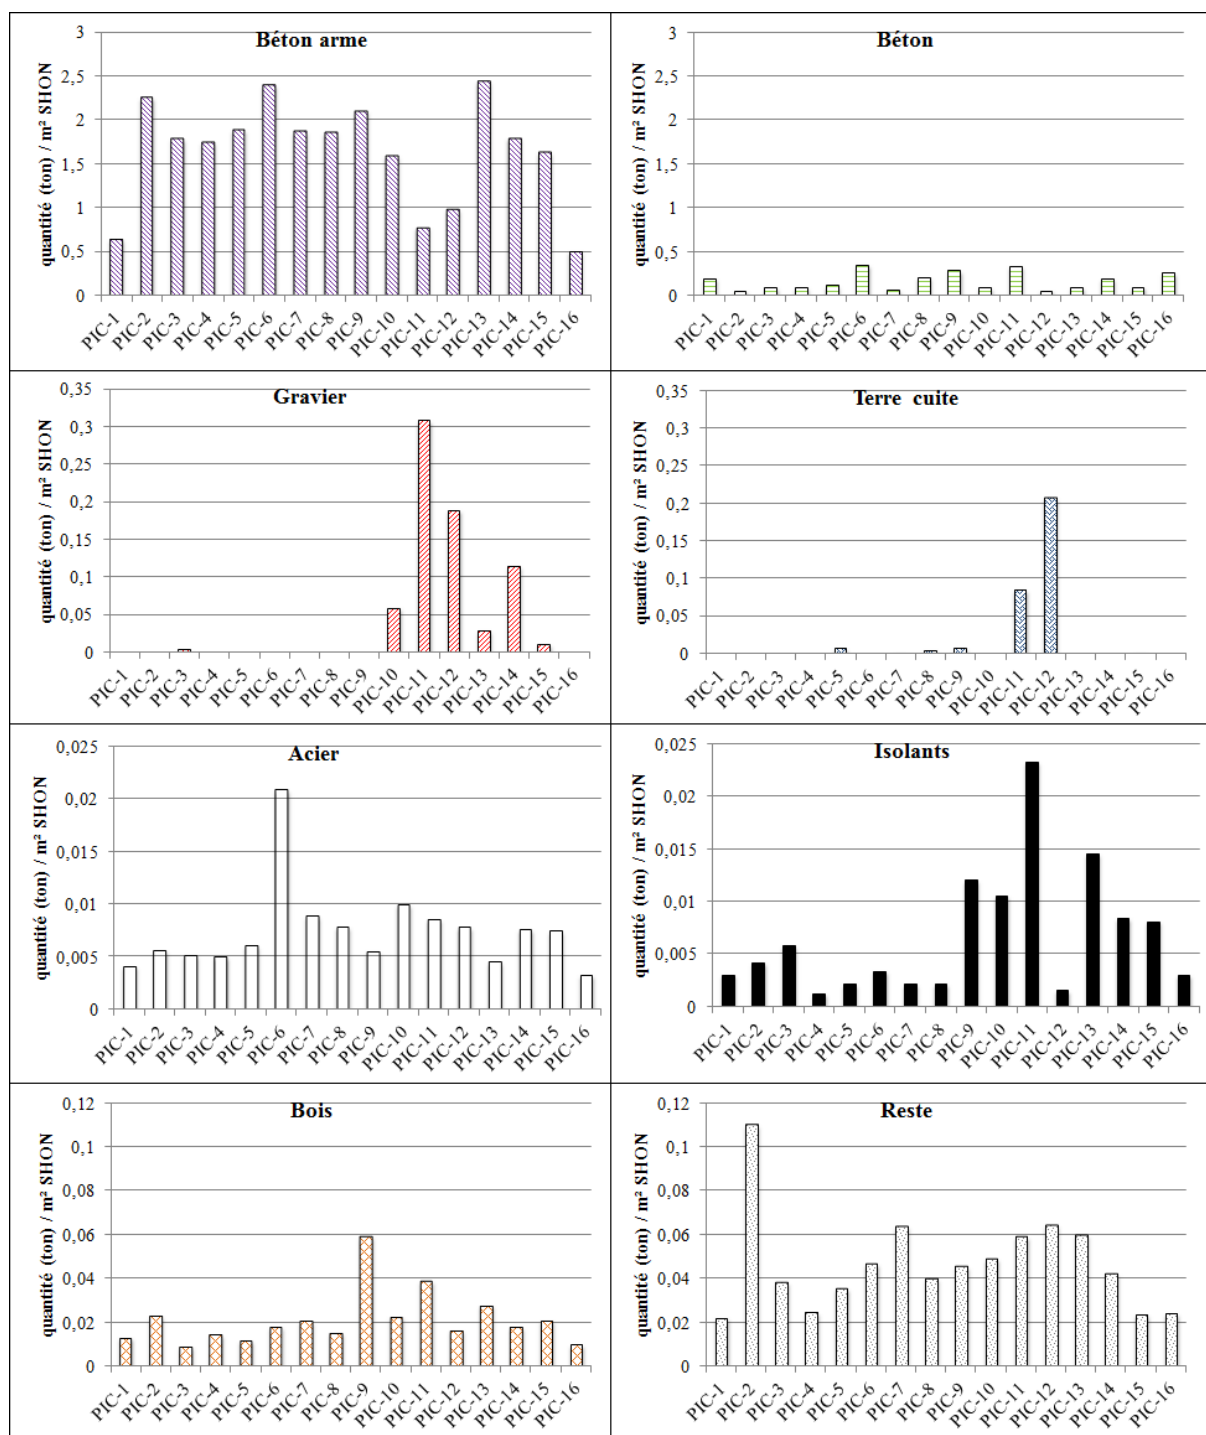 Béton arme
quantité (ton) / m² SHON
3
2,5
2
1,5
1
0,5
0
PIC-1 PIC-2 PIC-3 PIC-4 PIC-5 PIC-6 PIC-7 PIC-8 PIC-9 PIC-10 PIC-11 PIC-12 PIC-13 PIC-14 PIC-15 PIC-16
Béton
quantité (ton) / m² SHON
3
2,5
2
1,5
1
0,5
0
PIC-1 PIC-2 PIC-3 PIC-4 PIC-5 PIC-6 PIC-7 PIC-8 PIC-9 PIC-10 PIC-11 PIC-12 PIC-13 PIC-14 PIC-15 PIC-16
Gravier
quantité (ton) / m² SHON
0,35
0,3
0,25
0,2
0,15
0,1
0,05
0
PIC-1 PIC-2 PIC-3 PIC-4 PIC-5 PIC-6 PIC-7 PIC-8 PIC-9 PIC-10 PIC-11 PIC-12 PIC-13 PIC-14 PIC-15 PIC-16
Terre cuite
quantité (ton) / m² SHON
0,35
0,3
0,25
0,2
0,15
0,1
0,05
0
PIC-1 PIC-2 PIC-3 PIC-4 PIC-5 PIC-6 PIC-7 PIC-8 PIC-9 PIC-10 PIC-11 PIC-12 PIC-13 PIC-14 PIC-15 PIC-16
Acier
quantité (ton) / m² SHON
0,025
0,02
0,015
0,01
0,005
0
PIC-1 PIC-2 PIC-3 PIC-4 PIC-5 PIC-6 PIC-7 PIC-8 PIC-9 PIC-10 PIC-11 PIC-12 PIC-13 PIC-14 PIC-15 PIC-16
Isolants
quantité (ton) / m² SHON
0,025
0,02
0,015
0,01
0,005
0
PIC-1 PIC-2 PIC-3 PIC-4 PIC-5 PIC-6 PIC-7 PIC-8 PIC-9 PIC-10 PIC-11 PIC-12 PIC-13 PIC-14 PIC-15 PIC-16
Bois
quantité (ton) / m² SHON
0,12
0,1
0,08
0,06
0,04
0,02
0
PIC-1 PIC-2 PIC-3 PIC-4 PIC-5 PIC-6 PIC-7 PIC-8 PIC-9 PIC-10 PIC-11 PIC-12 PIC-13 PIC-14 PIC-15 PIC-16
Reste
quantité (ton) / m² SHON
0,12
0,1
0,08
0,06
0,04
0,02
0
PIC-1 PIC-2 PIC-3 PIC-4 PIC-5 PIC-6 PIC-7 PIC-8 PIC-9 PIC-10 PIC-11 PIC-12 PIC-13 PIC-14 PIC-15 PIC-16